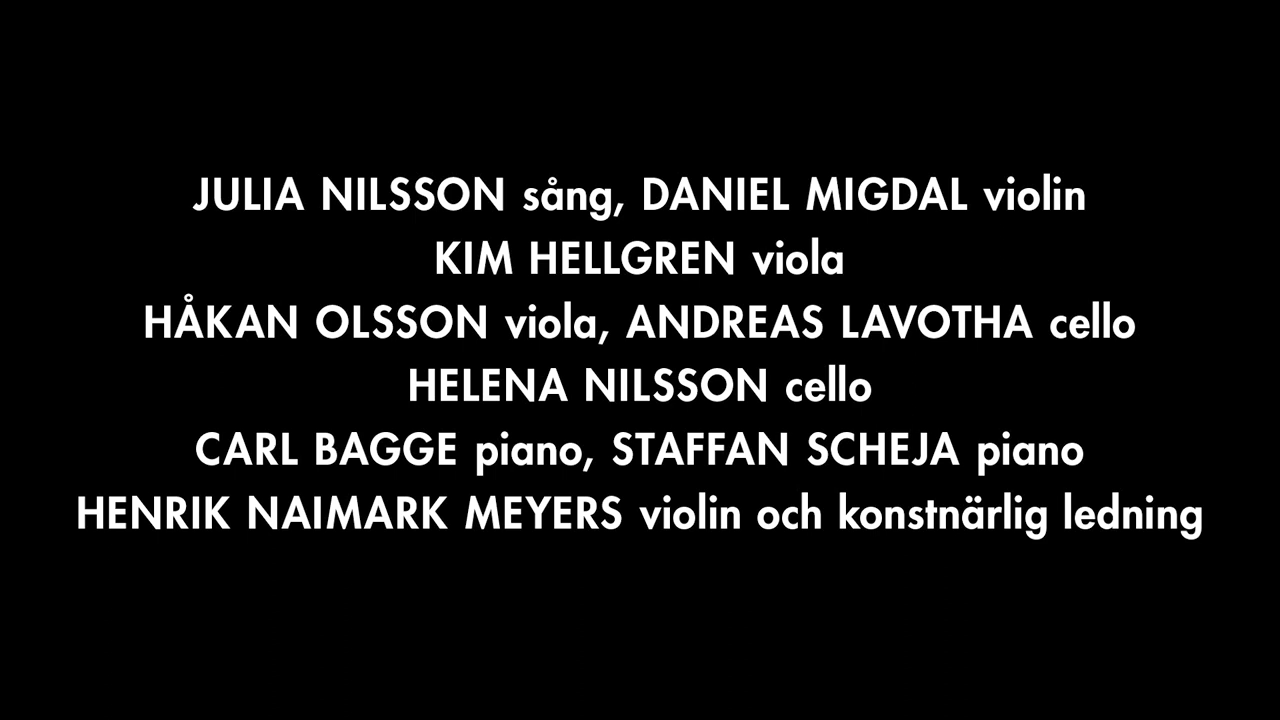 JULIA NILSSON sång, DANIEL MIGDAL violin
KIM HELLGREN viola
HÅKAN OLSSON viola, ANDREAS LAVOTHA cello
HELENA NILSSON cello
CARL BAGGE piano, STAFFAN SCHEJA piano
HENRIK NAIMARK MEYERS violin och konstnärlig ledning